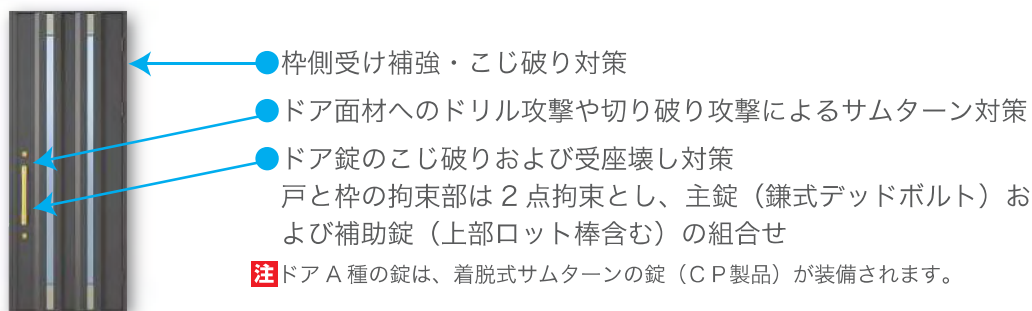 ●枠側受け補強・こじ破り対策
●ドア面材へのドリル攻撃や切り破り攻撃によるサムターン対策
●ドア錠のこじ破りおよび受座壊し対策
戸と枠の拘束部は２点拘束とし、主錠（鎌式デッドボルト）お
よび補助錠（上部ロット棒含む）の組合せ
注ドアＡ種の錠は、着脱式サムターンの錠（ＣＰ製品）が装備されます。